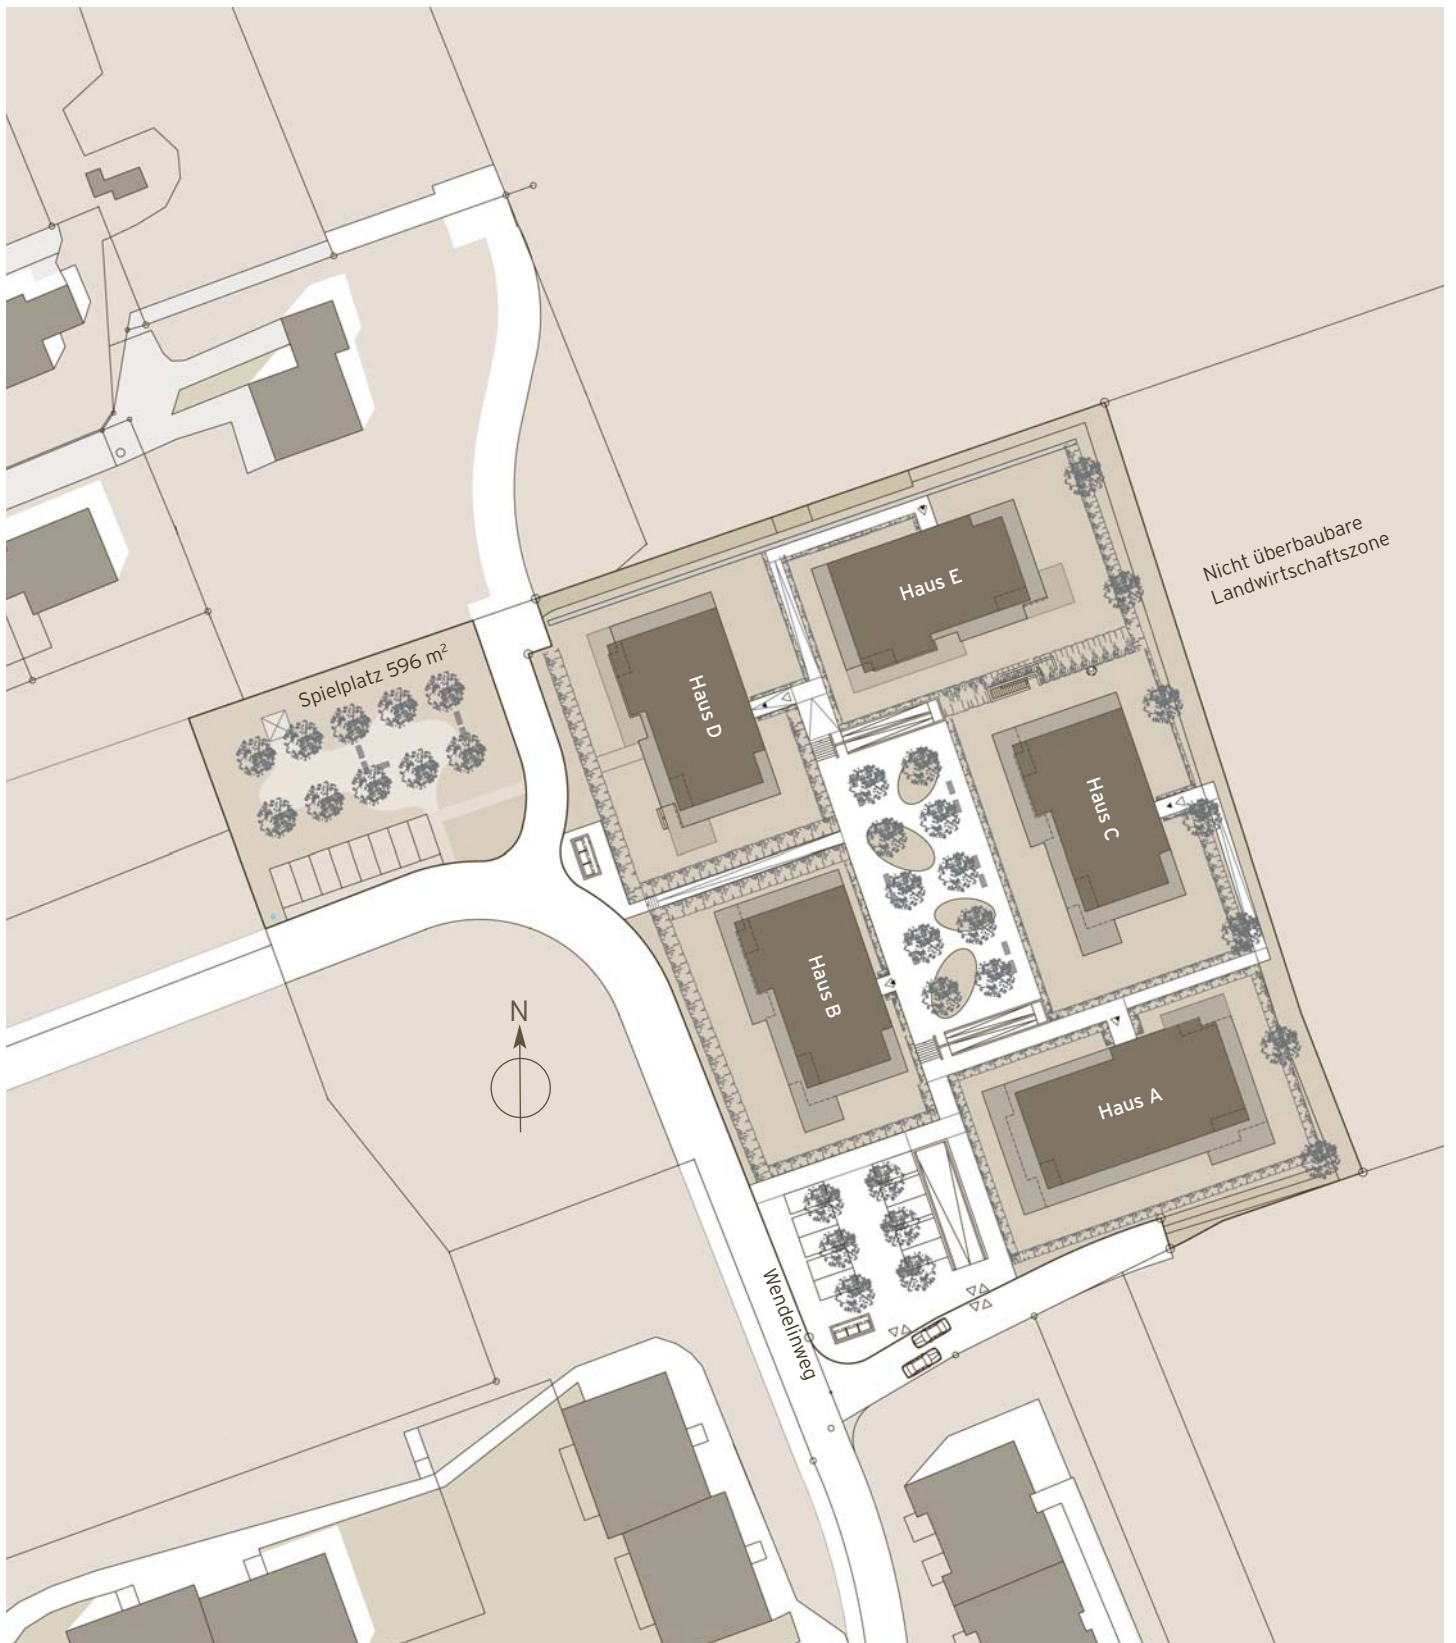 Nicht überbaubare
Landwirtschaftszone
Haus E
Spielplatz 596 m²
Haus D
Haus C
Haus B
N
Haus A
Wendelinweg